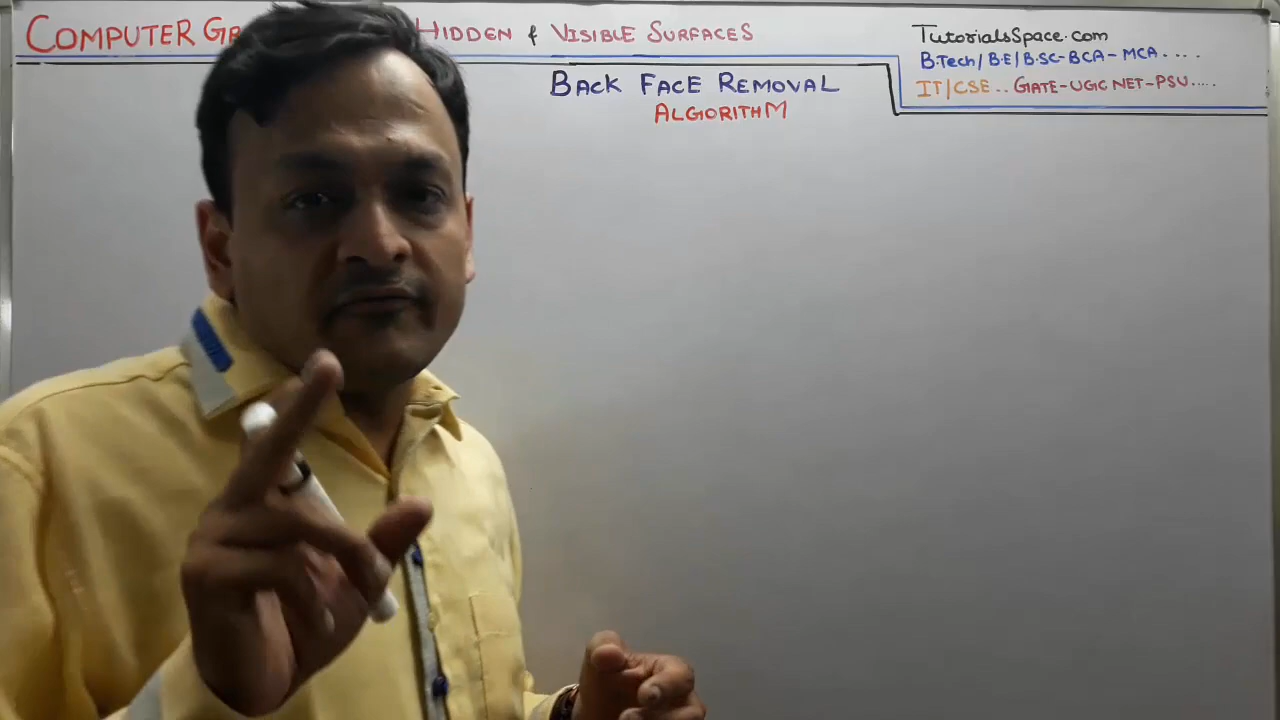 COMPUTER HIDDEN & VISIBLE SURFACES
BACK FACE REMOVAL
ALGORITHM
TutorialsSpace.com
B.Tech/B.E/B.SC-BCA-MCA.....
IT/CSE.. GATE-UGC NET-PSU.....